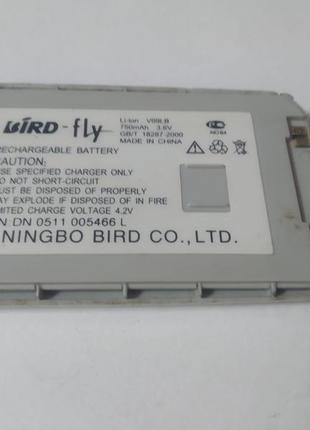 BIRD-fly
Li-Ion V09LB
750mAh 3.6V
GB/T 18287-2000
MADE IN CHINA
RECHARGEABLE BATTERY
CAUTION:
USE SPECIFIED CHARGER ONLY
DO NOT SHORT-CIRCUIT
MUST BE DISPOSED OF PROPERLY
MAY EXPLODE IF DISPOSED OF IN FIRE
LIMITED CHARGE VOLTAGE 4.2V
S/N:DN 0511 005466 L
NINGBO BIRD CO.,LTD.